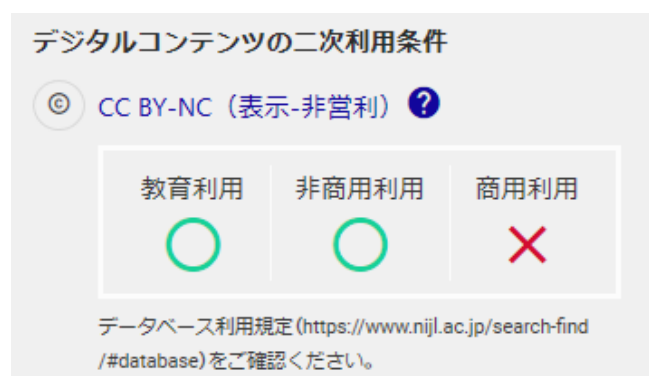 デジタルコンテンツの二次利用条件
© CC BY-NC（表示-非営利） ?
教育利用 非商用利用 商用利用
データベース利用規定(https://www.nijl.ac.jp/search-find
/#database)をご確認ください。